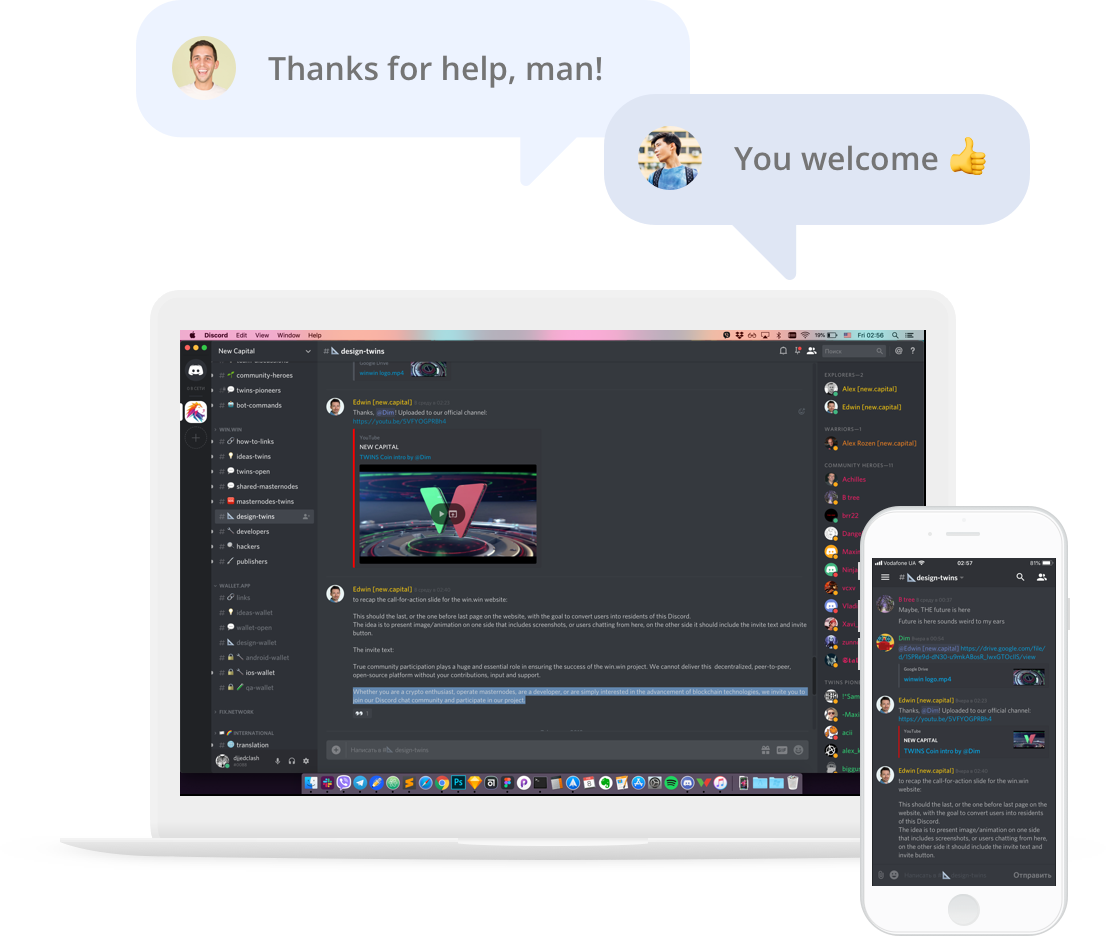 Thanks for help, man!
You welcome 👍
Discord Edit View Window Help
19%
Fri 02:56
New Capital
# 📐 design-twins
Поиск
# 🌱 community-heroes
# 🚀 twins-pioneers
# 🤖 bot-commands
WIN.WIN
# 🔗 how-to-links
# 💡 ideas-twins
# 💬 twins-open
# 💬 shared-masternodes
# 🆘 masternodes-twins
# 📐 design-twins
# 🔨 developers
# hackers
# publishers
WALLET APP
# 🔗 links
# 💡 ideas-wallet
# 💬 wallet-open
# 📐 design-wallet
# 🔒 🔨 android-wallet
# 🔒 🔨 ios-wallet
# 🔒 qa-wallet
FIX.NETWORK
INTERNATIONAL
# 🌐 translation
djedclash
Google Drive
winwin logo.mp4
Edwin [new.capital]
Thanks, @Dim! Uploaded to our official channel:
https://youtu.be/5VFYOGPRBh4
YouTube
NEW CAPITAL
TWINS Coin intro by @Dim
Edwin [new.capital]
to recap the call-for-action slide for the win.win website:
This should the last, or the one before last page on the website, with the goal to convert users into residents of this Discord.
The idea is to present image/animation on one side that includes screenshots, or users chatting from here, on the other side it should include the invite text and invite
button.
The invite text:
True community participation plays a huge and essential role in ensuring the success of the win.win project. We cannot deliver this decentralized, peer-to-peer,
open-source platform without your contributions, input and support.
Whether you are a crypto enthusiast, operate masternodes, are a developer, or are simply interested in the advancement of blockchain technologies, we invite you to
join our Discord chat community and participate in our project.
👀 1
Написать в #📐 design-twins
GIF
EXPLORERS—2
Alex [new.capital]
Edwin [new.capital]
WARRIORS—1
Alex Rozen [new.capital]
COMMUNITY HEROES—11
Achilles
B tree
bxr22
TWINS PION
acii
Vodafone UA
02:57
81%
# 📐 design-twins
B tree
Maybe, THE future is here
Future is here sounds weird to my ears
Dim
@Edwin [new.capital] https://drive.google.com/file/
Google Drive
winwin logo.mp4
Edwin [new.capital]
Thanks, @Dim! Uploaded to our official channel:
https://youtu.be/5VFYOGPRBh4
YouTube
NEW CAPITAL
TWINS Coin intro by @Dim
Edwin [new.capital]
to recap the call-for-action slide for the win.win
website:
This should the last, or the one before last page on the
website, with the goal to convert users into residents
of this Discord.
The idea is to present image/animation on one side
that includes screenshots, or users chatting from here,
on the other side it should include the invite text and
invite button.
Отправить